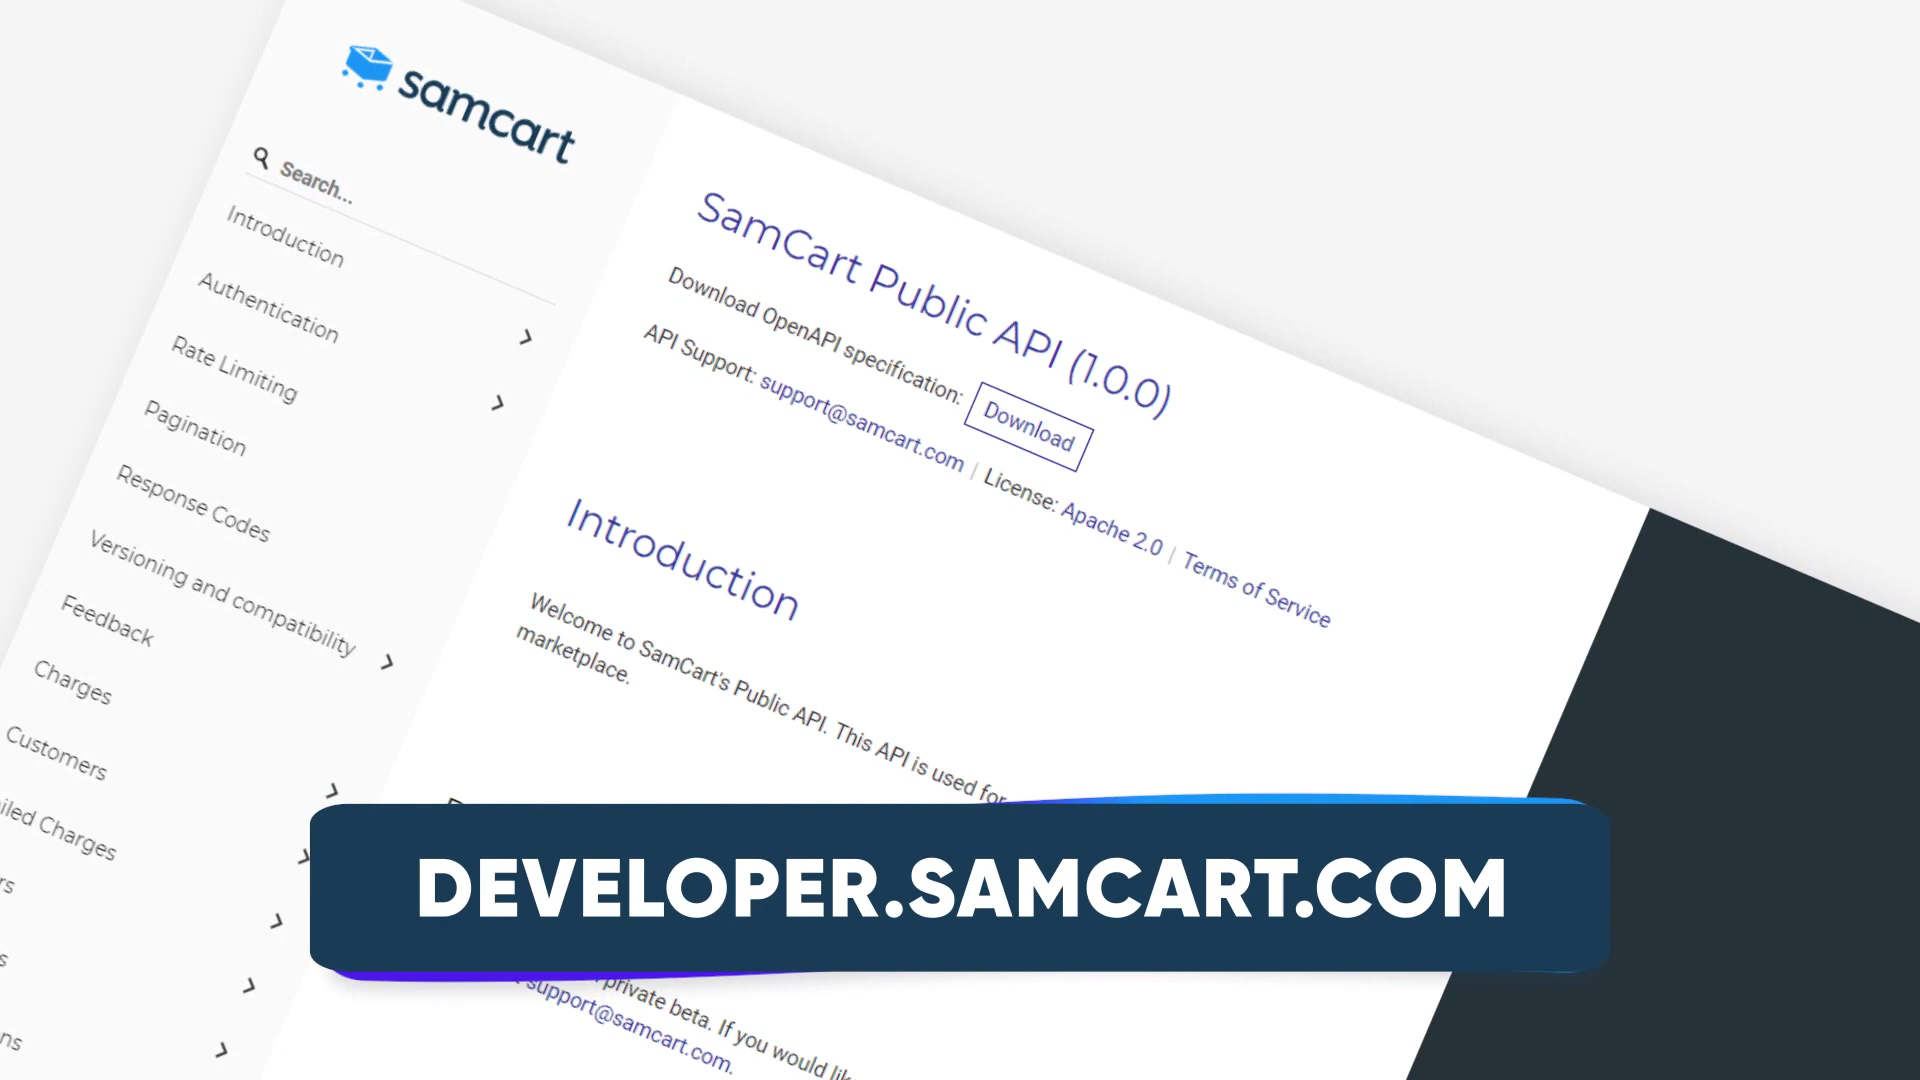 samcart
Search...
Introduction
Authentication
Rate Limiting
Pagination
Response Codes
Versioning and compatibility
Feedback
Charges
Customers
Charges
SamCart Public API (1.0.0)
Download OpenAPI specification: Download
API Support: support@samcart.com | License: Apache 2.0 | Terms of Service
Introduction
Welcome to SamCart's Public API. This API is used for
marketplace.
DEVELOPER.SAMCART.COM
private beta. If you would
support@samcart.com.